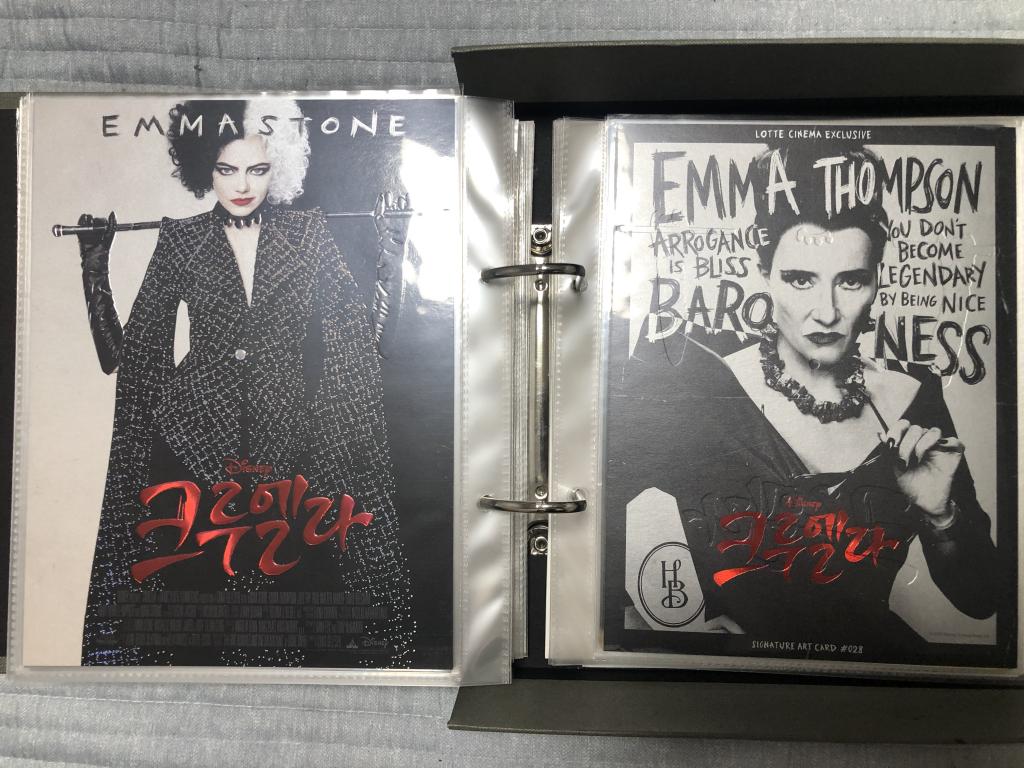 EMMA STONE
Disney
크루엘라
Disney
LOTTE CINEMA EXCLUSIVE
EMMA THOMPSON
ARROGANCE
IS BLISS
YOU DON'T
BECOME
LEGENDARY
BY BEING NICE
BARONESS
Disney
크루엘라
HB
SIGNATURE ART CARD #028